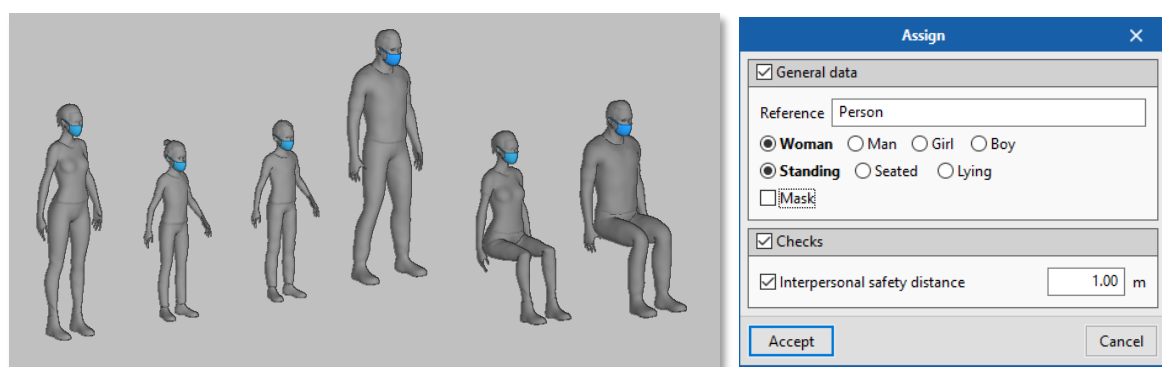 Assign
General data
Reference Person
Woman Man Girl Boy
Standing Seated Lying
Mask
Checks
Interpersonal safety distance 1.00 m
Accept Cancel